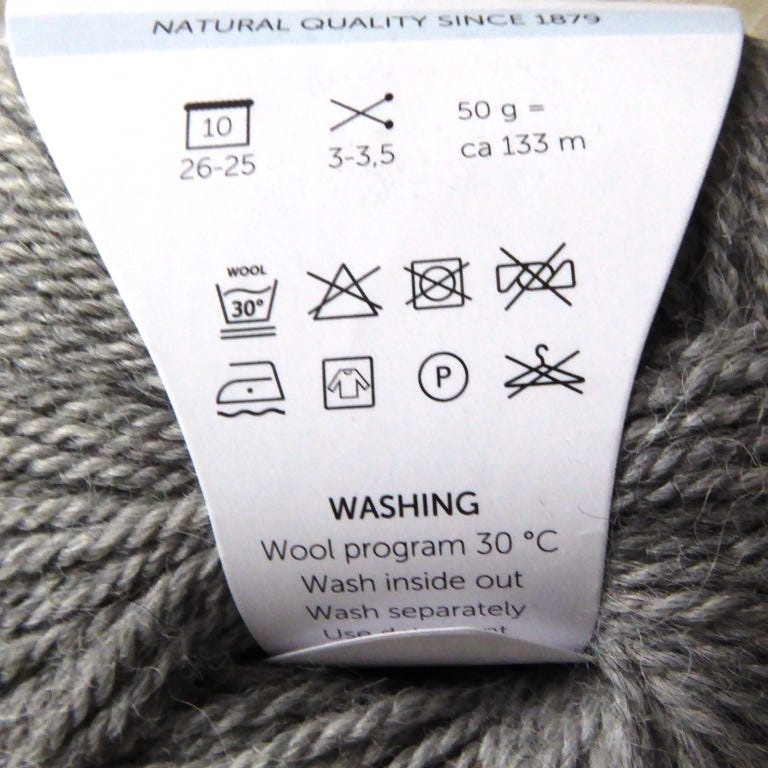 NATURAL QUALITY SINCE 1879
10
26-25
3-3,5
50 g =
ca 133 m
WOOL
30°
P
WASHING
Wool program 30 °C
Wash inside out
Wash separately
Use